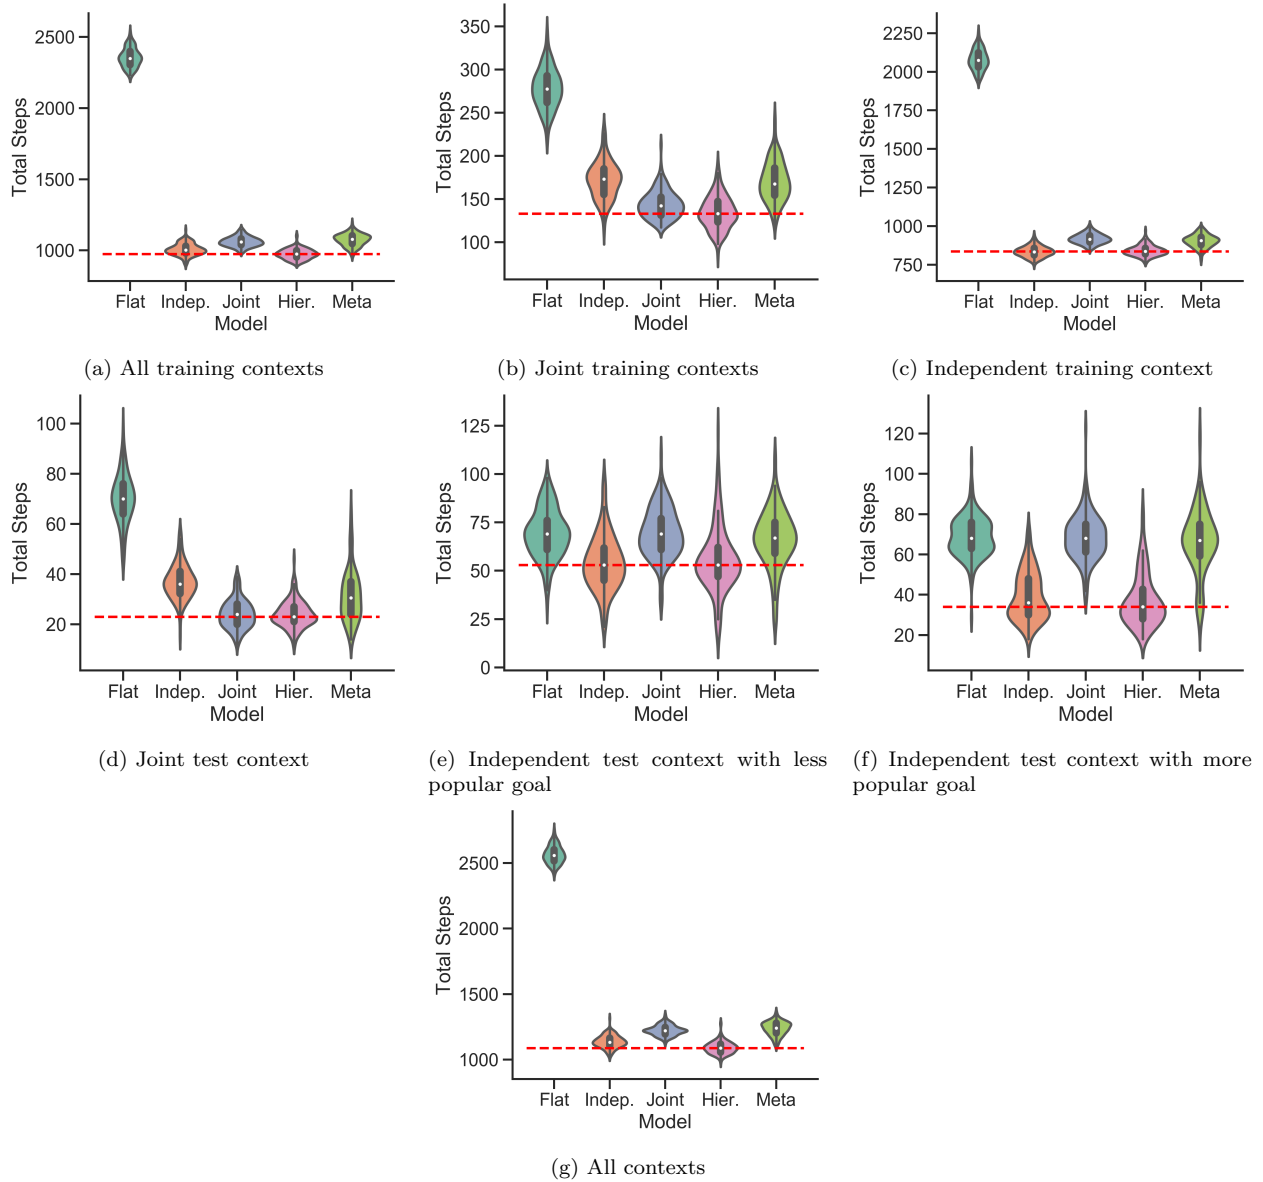 2500
2000
1500
1000
Total Steps
Flat Indep. Joint Hier. Meta
Model
(a) All training contexts
350
300
250
200
150
100
Total Steps
Flat Indep. Joint Hier. Meta
Model
(b) Joint training contexts
2250
2000
1750
1500
1250
1000
750
Total Steps
Flat Indep. Joint Hier. Meta
Model
(c) Independent training context
100
80
60
40
20
Total Steps
Flat Indep. Joint Hier. Meta
Model
(d) Joint test context
125
100
75
50
25
0
Total Steps
Flat Indep. Joint Hier. Meta
Model
(e) Independent test context with less
popular goal
120
100
80
60
40
20
Total Steps
Flat Indep. Joint Hier. Meta
Model
(f) Independent test context with more
popular goal
2500
2000
1500
1000
Total Steps
Flat Indep. Joint Hier. Meta
Model
(g) All contexts